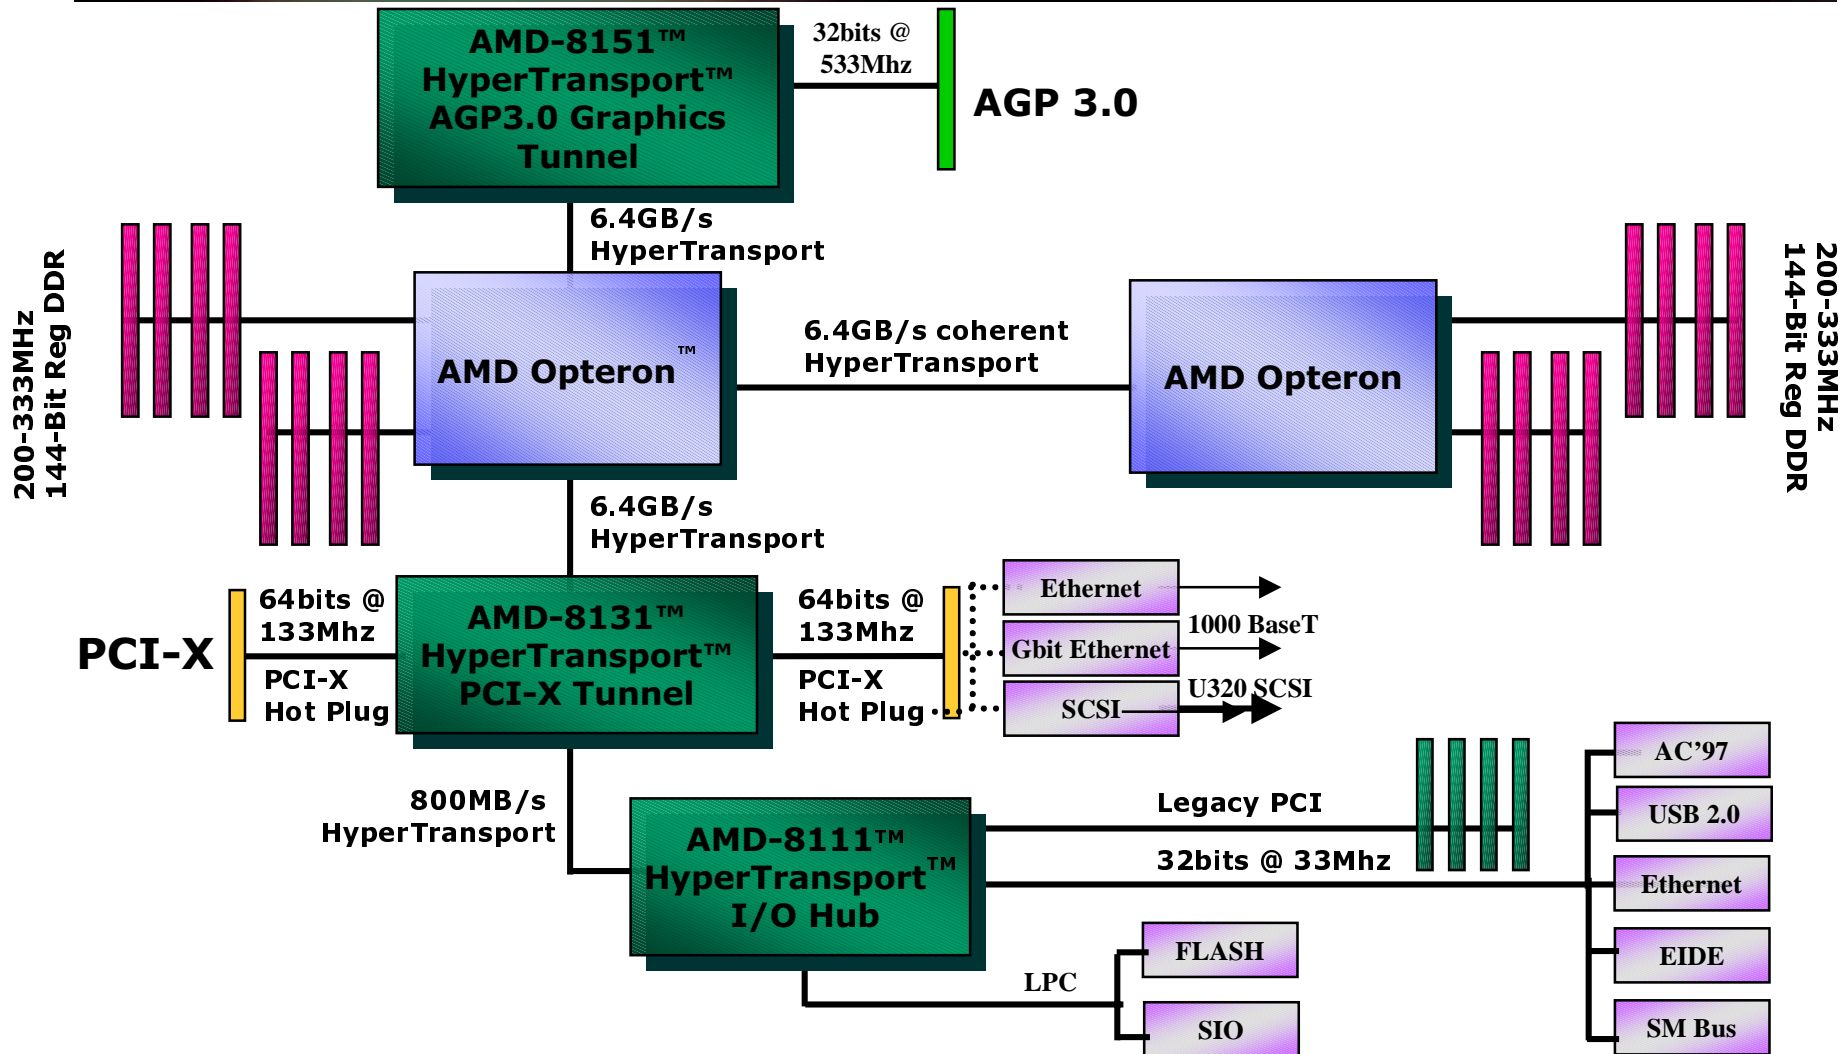 AMD-8151™
HyperTransport™
AGP3.0 Graphics
Tunnel
32bits @
533Mhz
AGP 3.0
6.4GB/s
HyperTransport
200-333MHz
144-Bit Reg DDR
AMD Opteron™
6.4GB/s coherent
HyperTransport
AMD Opteron
200-333MHz
144-Bit Reg DDR
6.4GB/s
HyperTransport
PCI-X
64bits @
133Mhz
PCI-X
Hot Plug
AMD-8131™
HyperTransport™
PCI-X Tunnel
64bits @
133Mhz
PCI-X
Hot Plug
Ethernet
1000 BaseT
Gbit Ethernet
U320 SCSI
SCSI
800MB/s
HyperTransport
AMD-8111™
HyperTransport™
I/O Hub
Legacy PCI
32bits @ 33Mhz
AC’97
USB 2.0
Ethernet
EIDE
SM Bus
LPC
FLASH
SIO